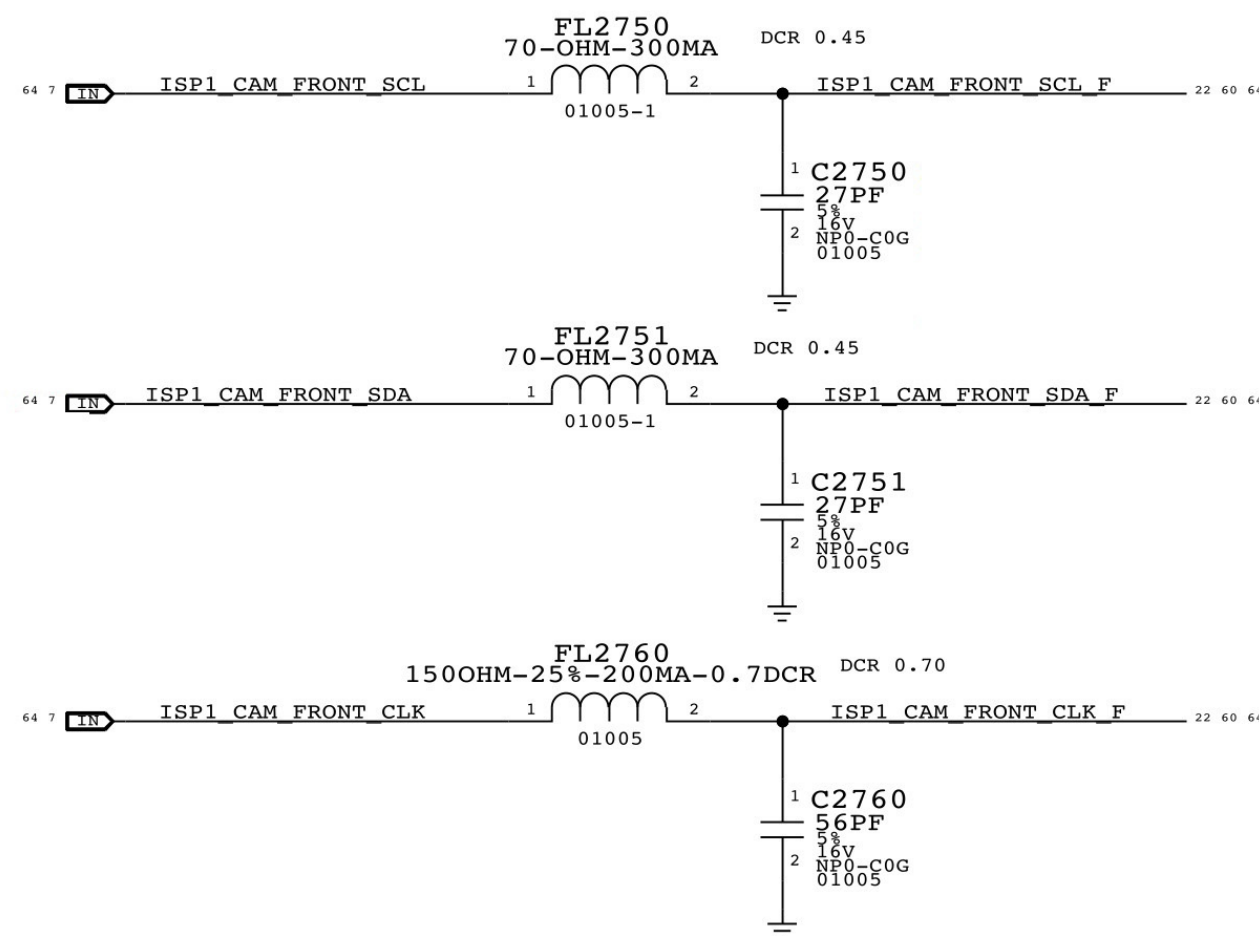 FL2750
70-OHM-300MA
DCR 0.45
64 7 IN ISP1_CAM_FRONT_SCL 1 2 ISP1_CAM_FRONT_SCL_F 22 60 64
01005-1
1 C2750
27PF
5%
16V
2 NP0-C0G
01005
FL2751
70-OHM-300MA
DCR 0.45
64 7 IN ISP1_CAM_FRONT_SDA 1 2 ISP1_CAM_FRONT_SDA_F 22 60 64
01005-1
1 C2751
27PF
5%
16V
2 NP0-C0G
01005
FL2760
150OHM-25%-200MA-0.7DCR
DCR 0.70
64 7 IN ISP1_CAM_FRONT_CLK 1 2 ISP1_CAM_FRONT_CLK_F 22 60 64
01005
1 C2760
56PF
5%
16V
2 NP0-C0G
01005